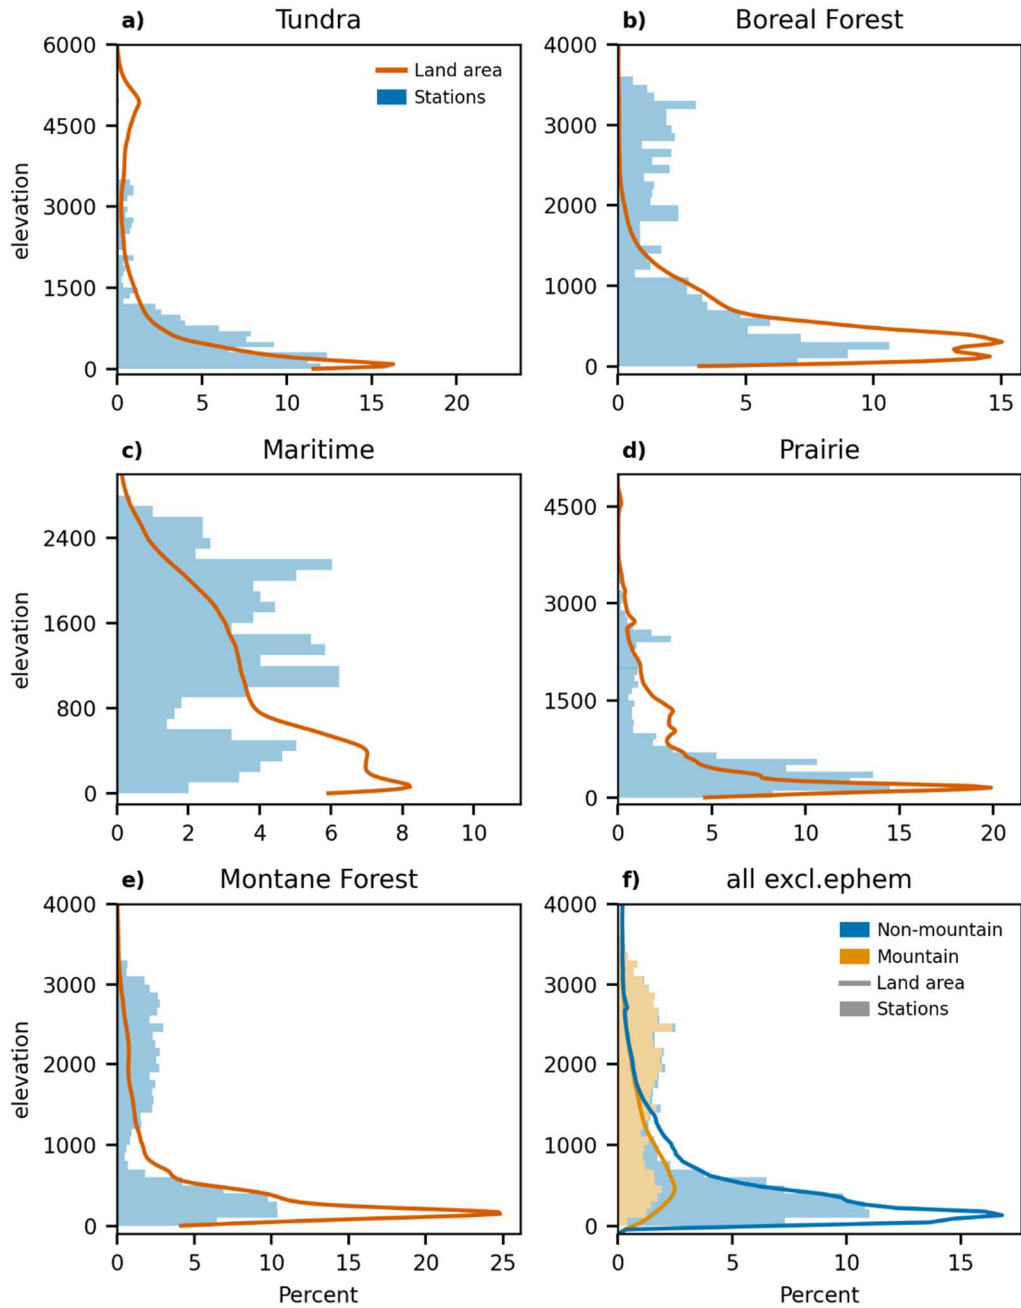 a) Tundra
6000
4500
3000
1500
0
elevation
Land area
Stations
0 5 10 15 20
b) Boreal Forest
4000
3000
2000
1000
0
0 5 10 15
c) Maritime
2400
1600
800
0
elevation
0 2 4 6 8 10
d) Prairie
4500
3000
1500
0
0 5 10 15 20
e) Montane Forest
4000
3000
2000
1000
0
elevation
0 5 10 15 20 25
Percent
f) all excl.ephem
4000
3000
2000
1000
0
Non-mountain
Mountain
Land area
Stations
0 5 10 15
Percent